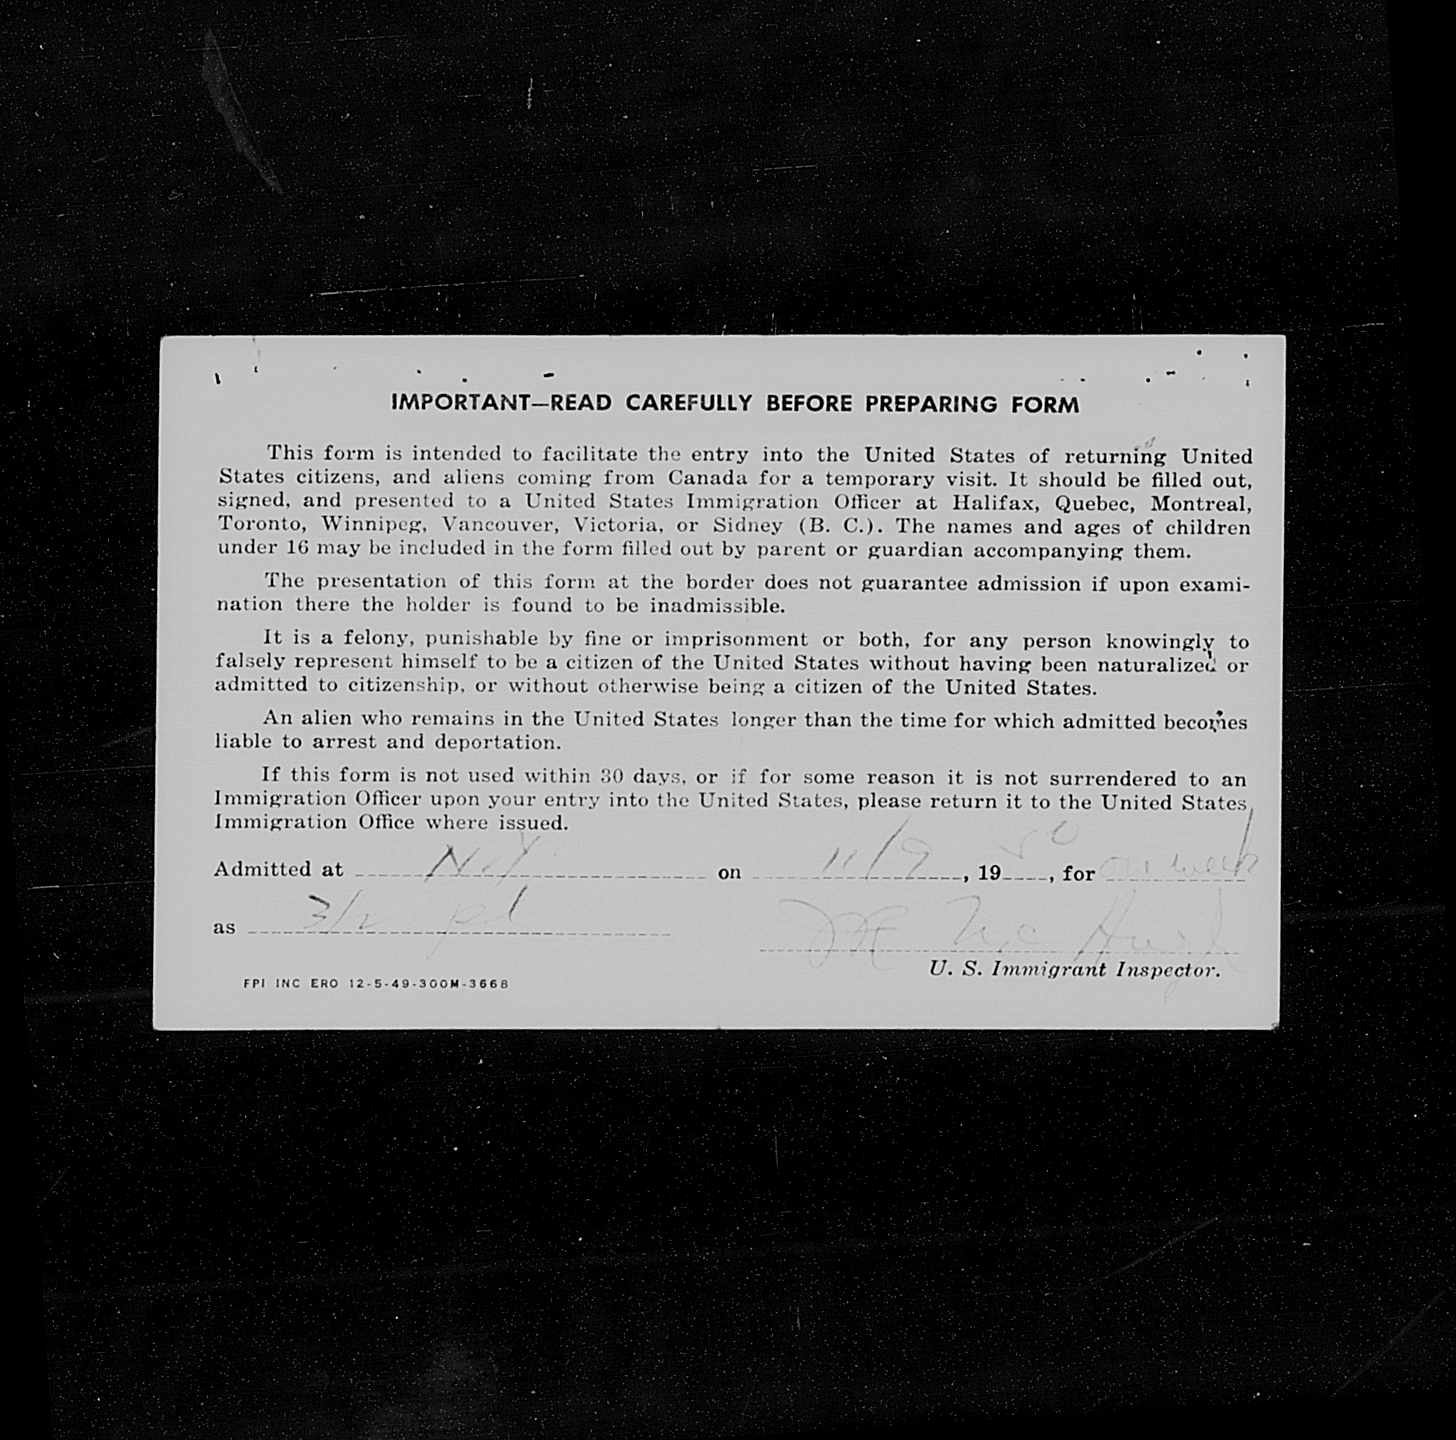 IMPORTANT—READ CAREFULLY BEFORE PREPARING FORM
This form is intended to facilitate the entry into the United States of returning United
States citizens, and aliens coming from Canada for a temporary visit. It should be filled out,
signed, and presented to a United States Immigration Officer at Halifax, Quebec, Montreal,
Toronto, Winnipeg, Vancouver, Victoria, or Sidney (B. C.). The names and ages of children
under 16 may be included in the form filled out by parent or guardian accompanying them.
The presentation of this form at the border does not guarantee admission if upon exami-
nation there the holder is found to be inadmissible.
It is a felony, punishable by fine or imprisonment or both, for any person knowingly to
falsely represent himself to be a citizen of the United States without having been naturalized or
admitted to citizenship, or without otherwise being a citizen of the United States.
An alien who remains in the United States longer than the time for which admitted becomes
liable to arrest and deportation.
If this form is not used within 30 days, or if for some reason it is not surrendered to an
Immigration Officer upon your entry into the United States, please return it to the United States
Immigration Office where issued.
Admitted at NY on 11/9, 1950, for one week
as 3/2
U. S. Immigrant Inspector.
FPI INC ERO 12-5-49-300M-3668